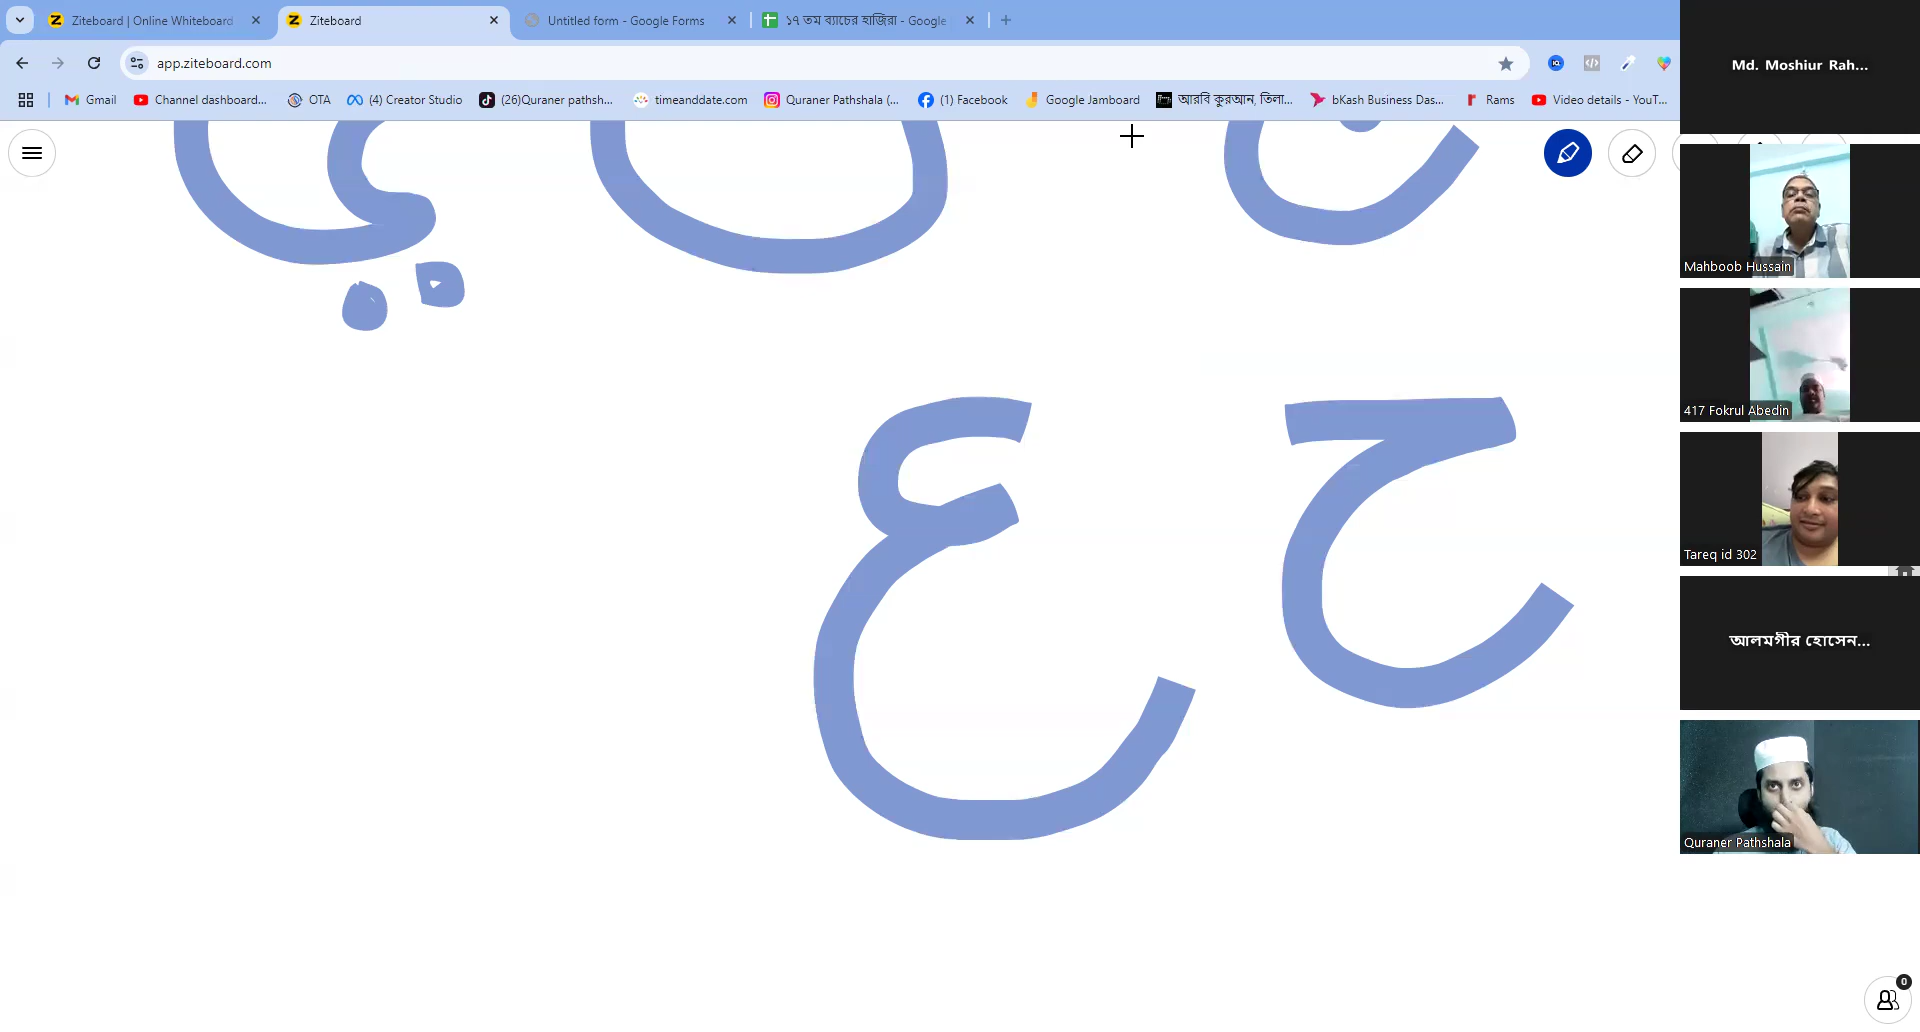 Ziteboard | Online Whiteboard
Ziteboard
Untitled form - Google Forms
১৭ তম ব্যাচের হাজিরা - Google
app.ziteboard.com
Gmail
Channel dashboard...
OTA
(4) Creator Studio
(26)Quraner pathsh...
timeanddate.com
Quraner Pathshala (...
(1) Facebook
Google Jamboard
আরবি কুরআন, তিলা...
bKash Business Das...
Rams
Video details - YouT...
Md. Moshiur Rah...
Mahboob Hussain
417 Fokrul Abedin
Tareq id 302
আলমগীর হোসেন...
Quraner Pathshala
ح ع
0